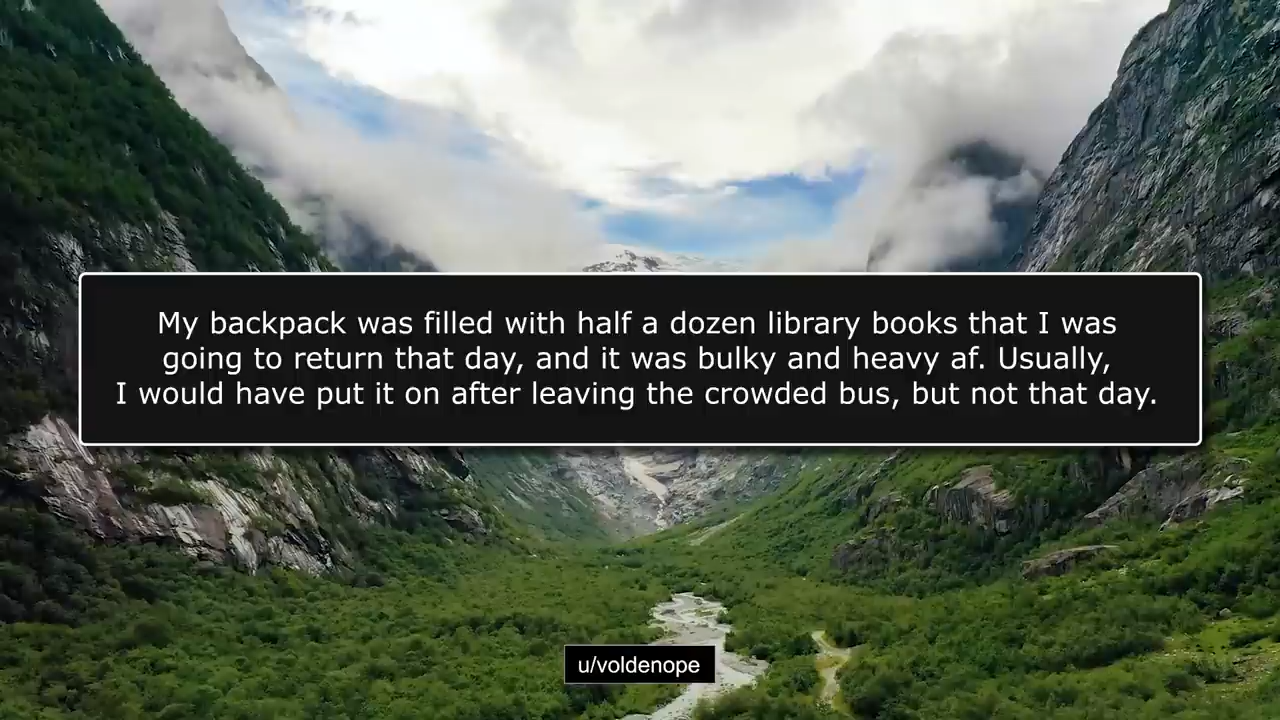 My backpack was filled with half a dozen library books that I was
going to return that day, and it was bulky and heavy af. Usually,
I would have put it on after leaving the crowded bus, but not that day.
u/voldenope